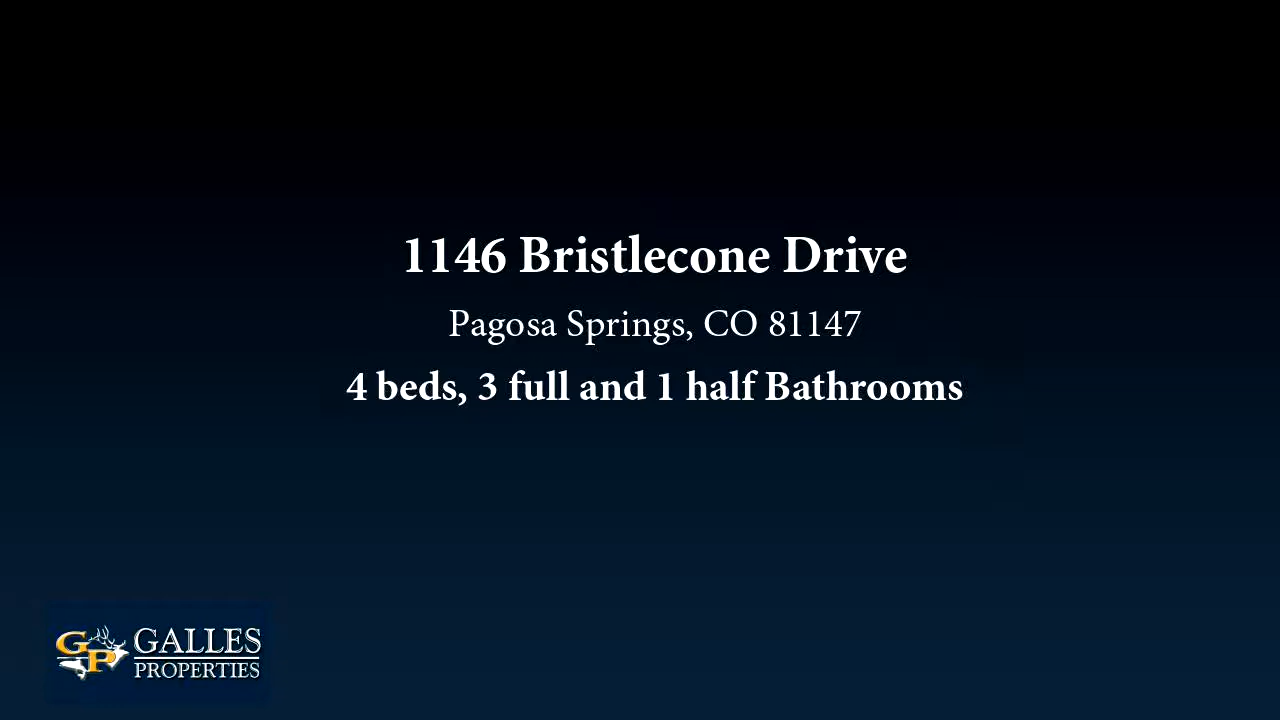 1146 Bristlecone Drive
Pagosa Springs, CO 81147
4 beds, 3 full and 1 half Bathrooms
GP GALLES
PROPERTIES